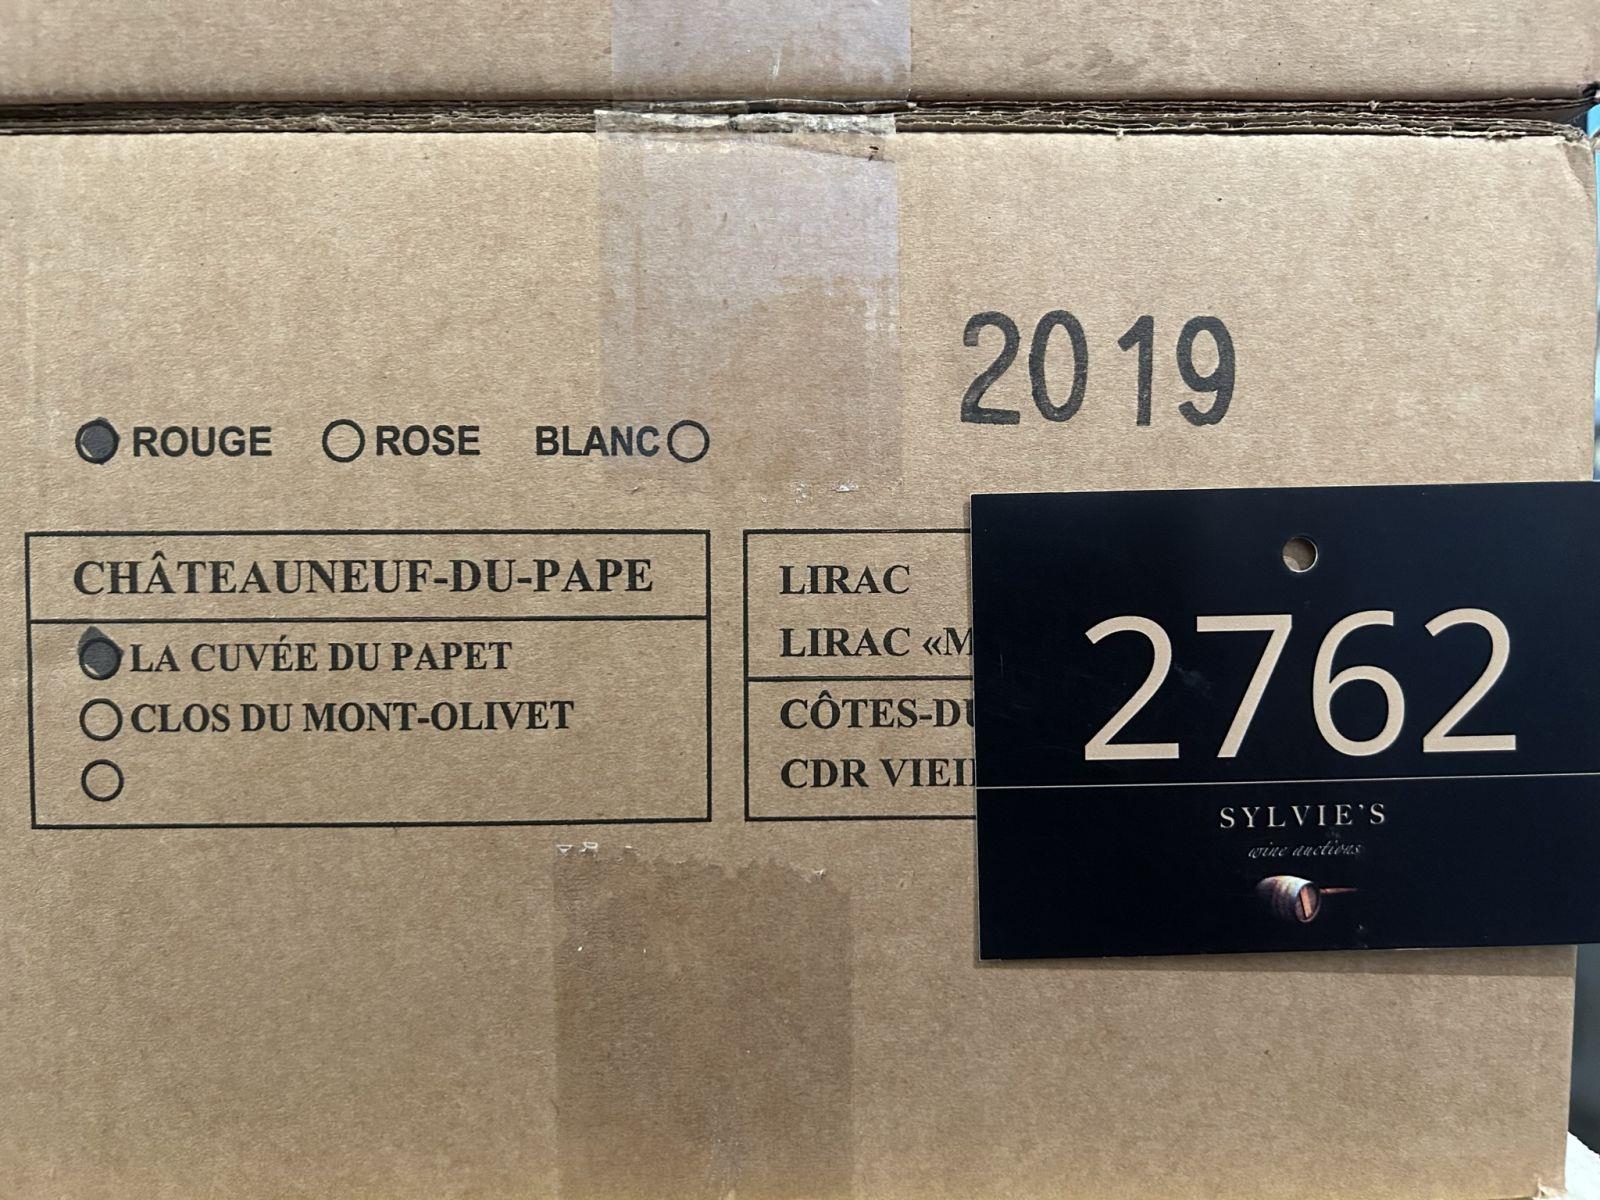 2019
ROUGE ROSE BLANC
CHÂTEAUNEUF-DU-PAPE
LA CUVÉE DU PAPET
CLOS DU MONT-OLIVET
LIRAC
LIRAC «M
CÔTES-DU
CDR VIEI
2762
SYLVIE'S
wine auctions